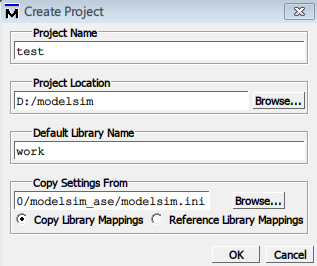 Create Project
Project Name
test
Project Location
D:/modelsim
Browse...
Default Library Name
work
Copy Settings From
0/modelsim_ase/modelsim.ini
Browse...
Copy Library Mappings
Reference Library Mappings
OK
Cancel